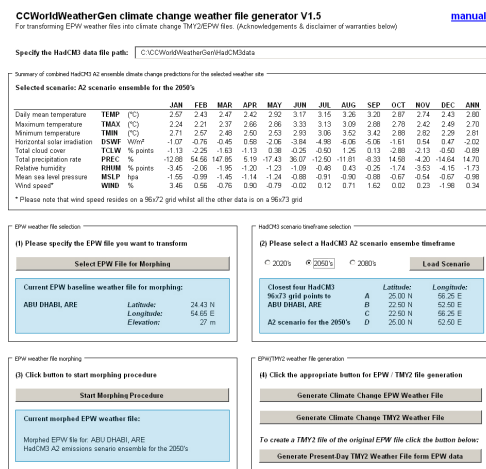 CCWorldWeatherGen climate change weather file generator V1.5
manual
For transforming EPW weather files into climate change TMY2/EPW files. (Acknowledgements & disclaimer of warranties below)
Specify the HadCM3 data file path: C:\CCWorldWeatherGen\HadCM3data
Summary of combined HadCM3 A2 ensemble climate change predictions for the selected weather site
Selected scenario: A2 scenario ensemble for the 2050's
JAN FEB MAR APR MAY JUN JUL AUG SEP OCT NOV DEC ANN
Daily mean temperature TEMP (°C) 2.57 2.43 2.47 2.42 2.92 3.17 3.15 3.26 3.20 2.87 2.74 2.43 2.80
Maximum temperature TMAX (°C) 2.24 2.21 2.37 2.66 2.86 3.33 3.13 3.09 2.88 2.78 2.42 2.49 2.70
Minimum temperature TMIN (°C) 2.71 2.57 2.48 2.50 2.53 2.93 3.06 3.52 3.42 2.88 2.82 2.29 2.81
Horizontal solar irradiation DSWF W/m² -1.07 -0.76 -0.45 0.58 -2.06 -3.84 -4.98 -6.06 -5.06 -1.61 0.54 0.47 -2.02
Total cloud cover TCLW % points -1.13 -2.25 -1.63 -1.13 0.38 -0.25 -0.50 1.25 0.13 -2.88 -2.13 -0.50 -0.89
Total precipitation rate PREC % -12.88 54.56 147.85 5.19 -17.43 36.07 -12.50 -11.81 -8.33 14.58 -4.20 -14.64 14.70
Relative humidity RHUM % points -3.45 -2.06 -1.95 -1.20 -1.23 -1.09 -0.48 0.43 -0.25 -1.74 -3.53 -4.15 -1.73
Mean sea level pressure MSLP hpa -1.55 -0.99 -1.45 -1.14 -1.24 -0.88 -0.91 -0.90 -0.88 -0.67 -0.54 -0.67 -0.98
Wind speed* WIND % 3.46 0.56 -0.76 0.90 -0.79 -0.02 0.12 0.71 1.62 0.02 0.23 -1.98 0.34
* Please note that wind speed resides on a 96x72 grid whilst all the other data is on a 96x73 grid
EPW weather file selection
(1) Please specify the EPW file you want to transform
Select EPW File for Morphing
Current EPW baseline weather file for morphing:
ABU DHABI, ARE Latitude: 24.43 N
Longitude: 54.65 E
Elevation: 27 m
HadCM3 scenario timeframe selection
(2) Please select a HadCM3 A2 scenario ensemble timeframe
2020's 2050's 2080's Load Scenario
Closest four HadCM3 Latitude: Longitude:
96x73 grid points to A 25.00 N 56.25 E
ABU DHABI, ARE B 22.50 N 52.50 E
C 22.50 N 56.25 E
A2 scenario for the 2050's D 25.00 N 52.50 E
EPW weather file morphing
(3) Click button to start morphing procedure
Start Morphing Procedure
Current morphed EPW weather file:
Morphed EPW file for: ABU DHABI, ARE
HadCM3 A2 emissions senario ensemble for the 2050's
EPW/TMY2 weather file generation
(4) Click the appropriate button for EPW / TMY2 file generation
Generate Climate Change EPW Weather File
Generate Climate Change TMY2 Weather File
To create a TMY2 file of the original EPW file click the button below:
Generate Present-Day TMY2 Weather File form EPW data